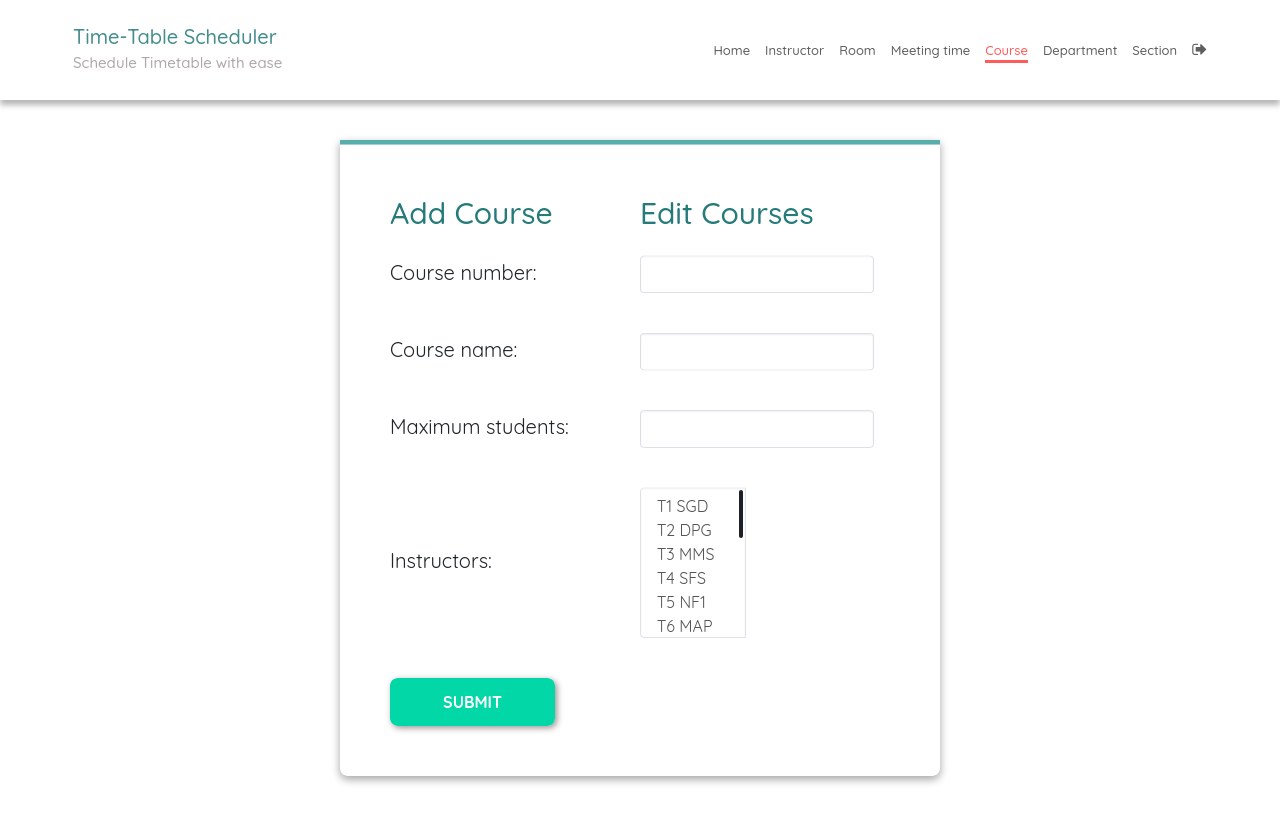 Time-Table Scheduler
Schedule Timetable with ease
Home Instructor Room Meeting time Course Department Section
Add Course Edit Courses
Course number:
Course name:
Maximum students:
Instructors:
T1 SGD
T2 DPG
T3 MMS
T4 SFS
T5 NF1
T6 MAP
SUBMIT